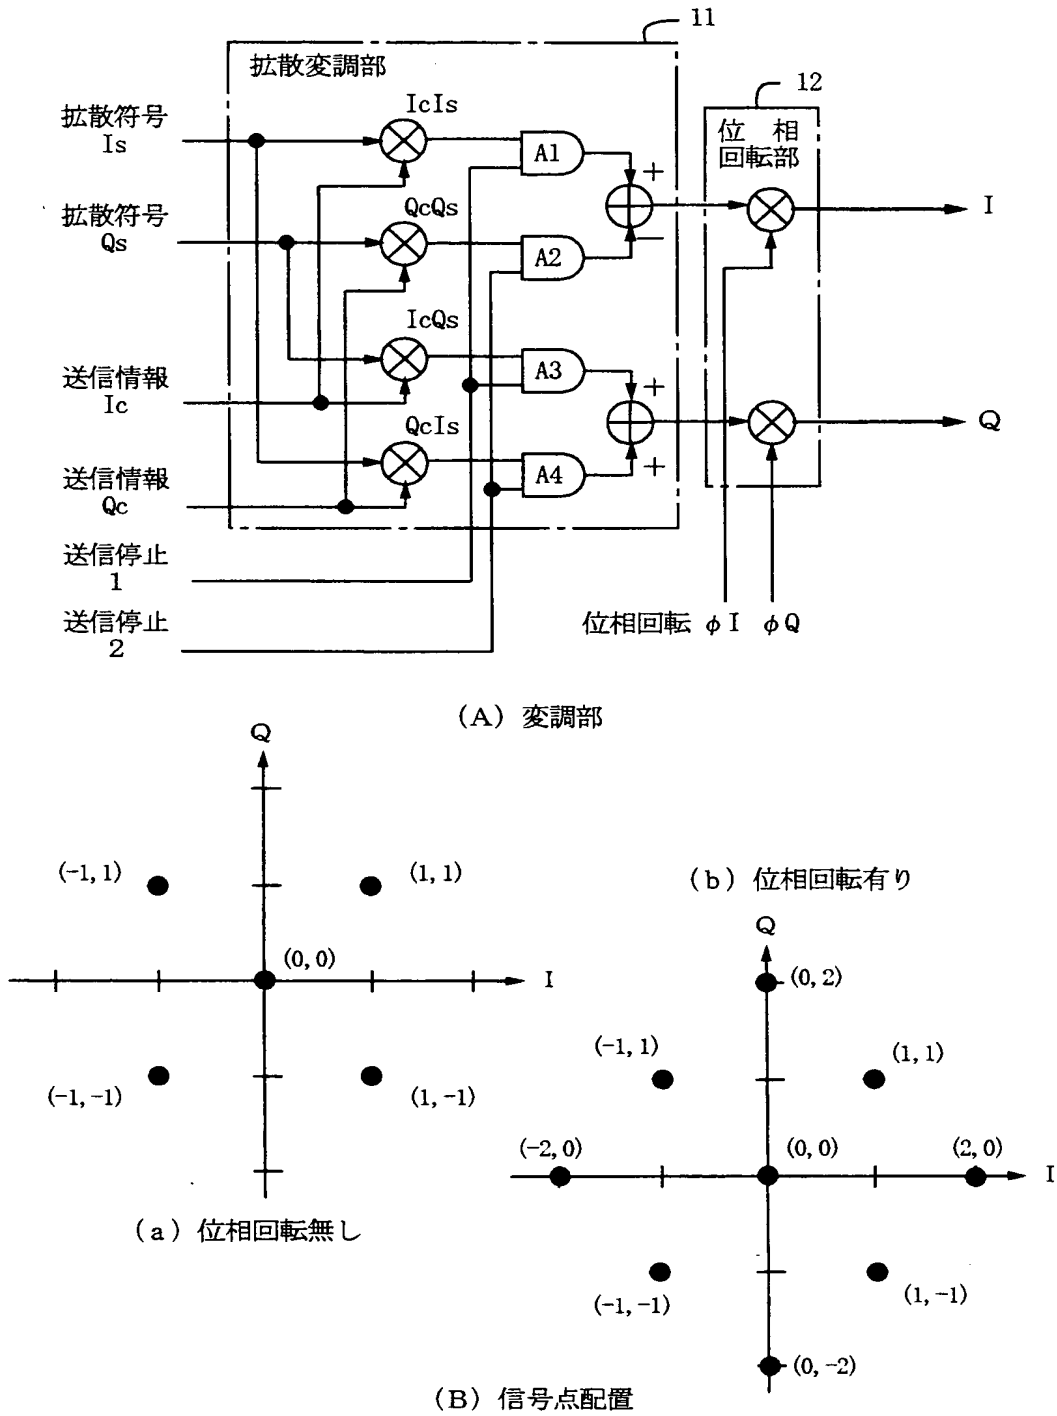 11
拡散変調部
12
拡散符号
Is
IcIs
A1
位 相
回転部
+
I
拡散符号
Qs
QcQs
A2
−
IcQs
送信情報
Ic
A3
+
Q
QcIs
送信情報
Qc
A4
+
送信停止
1
送信停止
2
位相回転 φI φQ
(A) 変調部
Q
(-1,1)
(1,1)
(0,0)
I
(-1,-1)
(1,-1)
(a) 位相回転無し
(b) 位相回転有り
Q
(0,2)
(-1,1)
(1,1)
(-2,0)
(0,0)
(2,0)
I
(-1,-1)
(1,-1)
(0,-2)
(B) 信号点配置